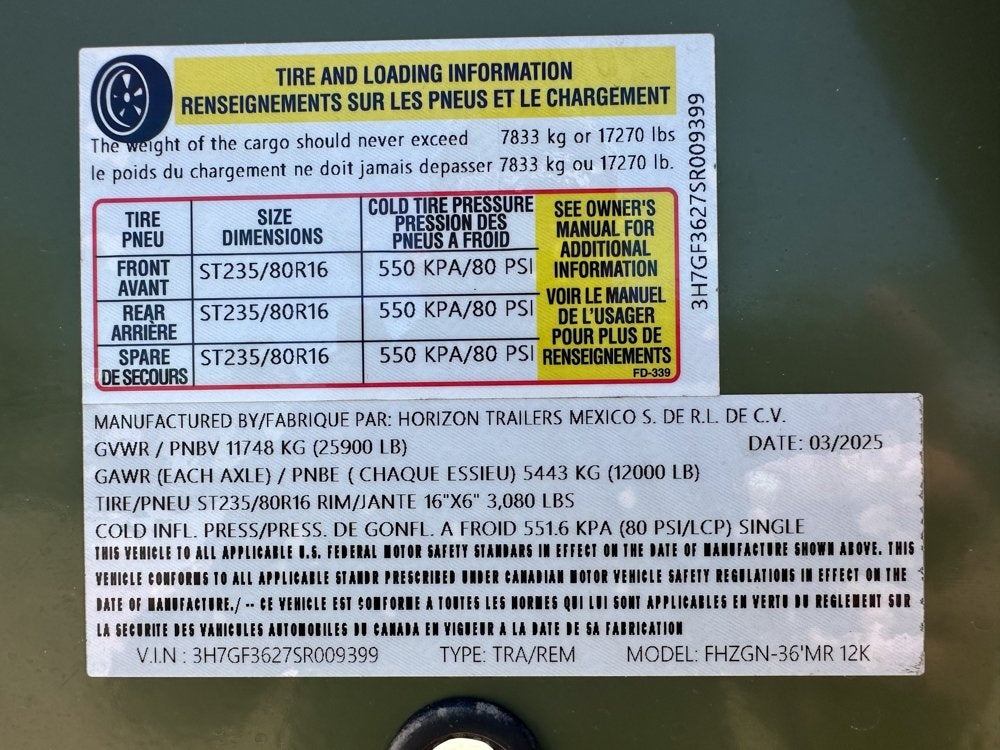 TIRE AND LOADING INFORMATION
RENSEIGNEMENTS SUR LES PNEUS ET LE CHARGEMENT
The weight of the cargo should never exceed 7833 kg or 17270 lbs
le poids du chargement ne doit jamais depasser 7833 kg ou 17270 lb.
TIRE PNEU
SIZE DIMENSIONS
COLD TIRE PRESSURE PRESSION DES PNEUS A FROID
FRONT AVANT ST235/80R16 550 KPA/80 PSI
REAR ARRIÈRE ST235/80R16 550 KPA/80 PSI
SPARE DE SECOURS ST235/80R16 550 KPA/80 PSI
SEE OWNER'S
MANUAL FOR
ADDITIONAL
INFORMATION
VOIR LE MANUEL
DE L'USAGER
POUR PLUS DE
RENSEIGNEMENTS
FD-339
3H7GF3627SR009399
MANUFACTURED BY/FABRIQUE PAR: HORIZON TRAILERS MEXICO S. DE R.L. DE C.V.
GVWR / PNBV 11748 KG (25900 LB) DATE: 03/2025
GAWR (EACH AXLE) / PNBE ( CHAQUE ESSIEU) 5443 KG (12000 LB)
TIRE/PNEU ST235/80R16 RIM/JANTE 16"X6" 3,080 LBS
COLD INFL. PRESS/PRESS. DE GONFL. A FROID 551.6 KPA (80 PSI/LCP) SINGLE
THIS VEHICLE TO ALL APPLICABLE U.S. FEDERAL MOTOR SAFETY STANDARS IN EFFECT ON THE DATE OF MANUFACTURE SHOWN ABOVE. THIS
VEHICLE CONFORMS TO ALL APPLICABLE STANDR PRESCRIBED UNDER CANADIAN MOTOR VEHICLE SAFETY REGULATIONS IN EFFECT ON THE
DATE OF MANUFACTURE./ -- CE VEHICLE EST CONFORME A TOUTES LES NORMES QUI LUI SONT APPLICABLES EN VERTU DU REGLEMENT SUR
LA SECURITE DES VAHICULES AUTOMOBILES DU CANADA EN VIGUEUR A LA DATE DE SA FABRICATION
V.I.N : 3H7GF3627SR009399 TYPE: TRA/REM MODEL: FHZGN-36'MR 12K